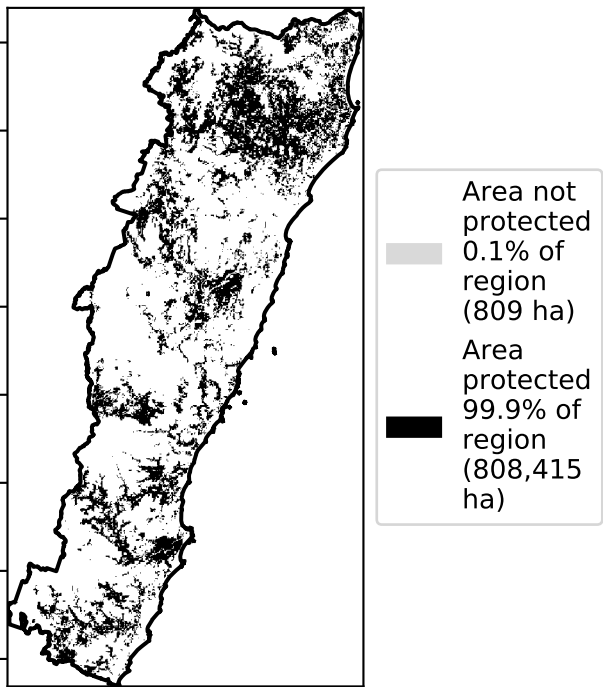 Area not
protected
0.1% of
region
(809 ha)
Area
protected
99.9% of
region
(808,415
ha)